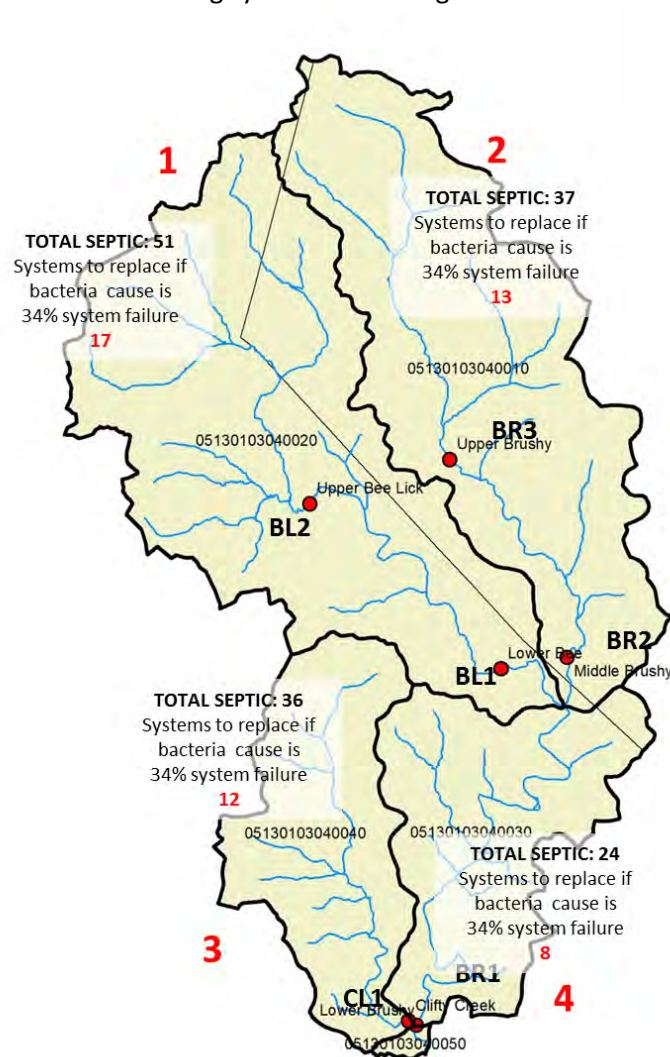 1
2
TOTAL SEPTIC: 37
Systems to replace if
bacteria cause is
34% system failure
13
TOTAL SEPTIC: 51
Systems to replace if
bacteria cause is
34% system failure
17
05130103040010
BR3
Upper Brushy
05130103040020
Upper Bee Lick
BL2
BR2
Lower Bee
Middle Brushy
BL1
TOTAL SEPTIC: 36
Systems to replace if
bacteria cause is
34% system failure
12
05130103040040
05130103040030
TOTAL SEPTIC: 24
Systems to replace if
bacteria cause is
34% system failure
8
3
BR1
4
CL1
Lower Brushy
Clifty Creek
05130103040050